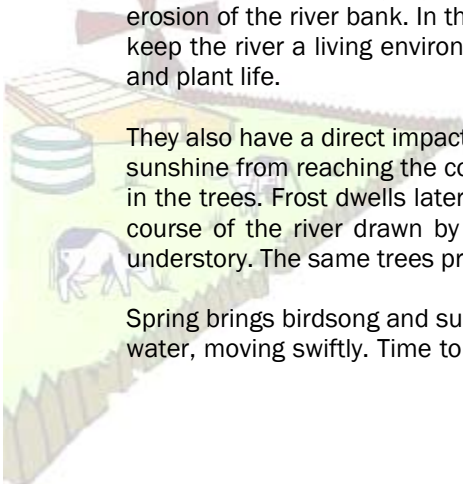 erosion of the river bank. In th
keep the river a living environ
and plant life.
They also have a direct impact
sunshine from reaching the co
in the trees. Frost dwells later
course of the river drawn by
understory. The same trees pr
Spring brings birdsong and su
water, moving swiftly. Time to